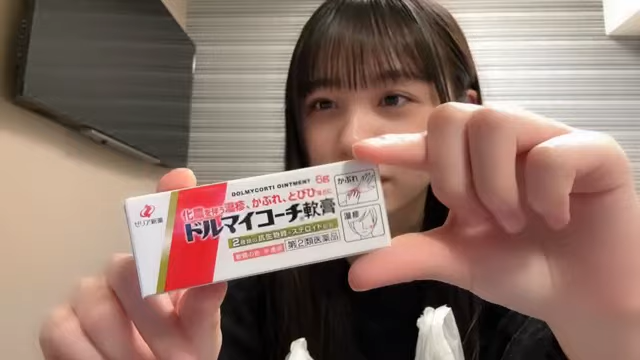 DOLMYCORTI OINTMENT 6g
化膿を伴う湿疹、かぶれ、とびひ等に
ドルマイコーチ軟膏
2種類の抗生物質+ステロイド配合
指定第2類医薬品
ゼリア新薬
かぶれ
湿疹